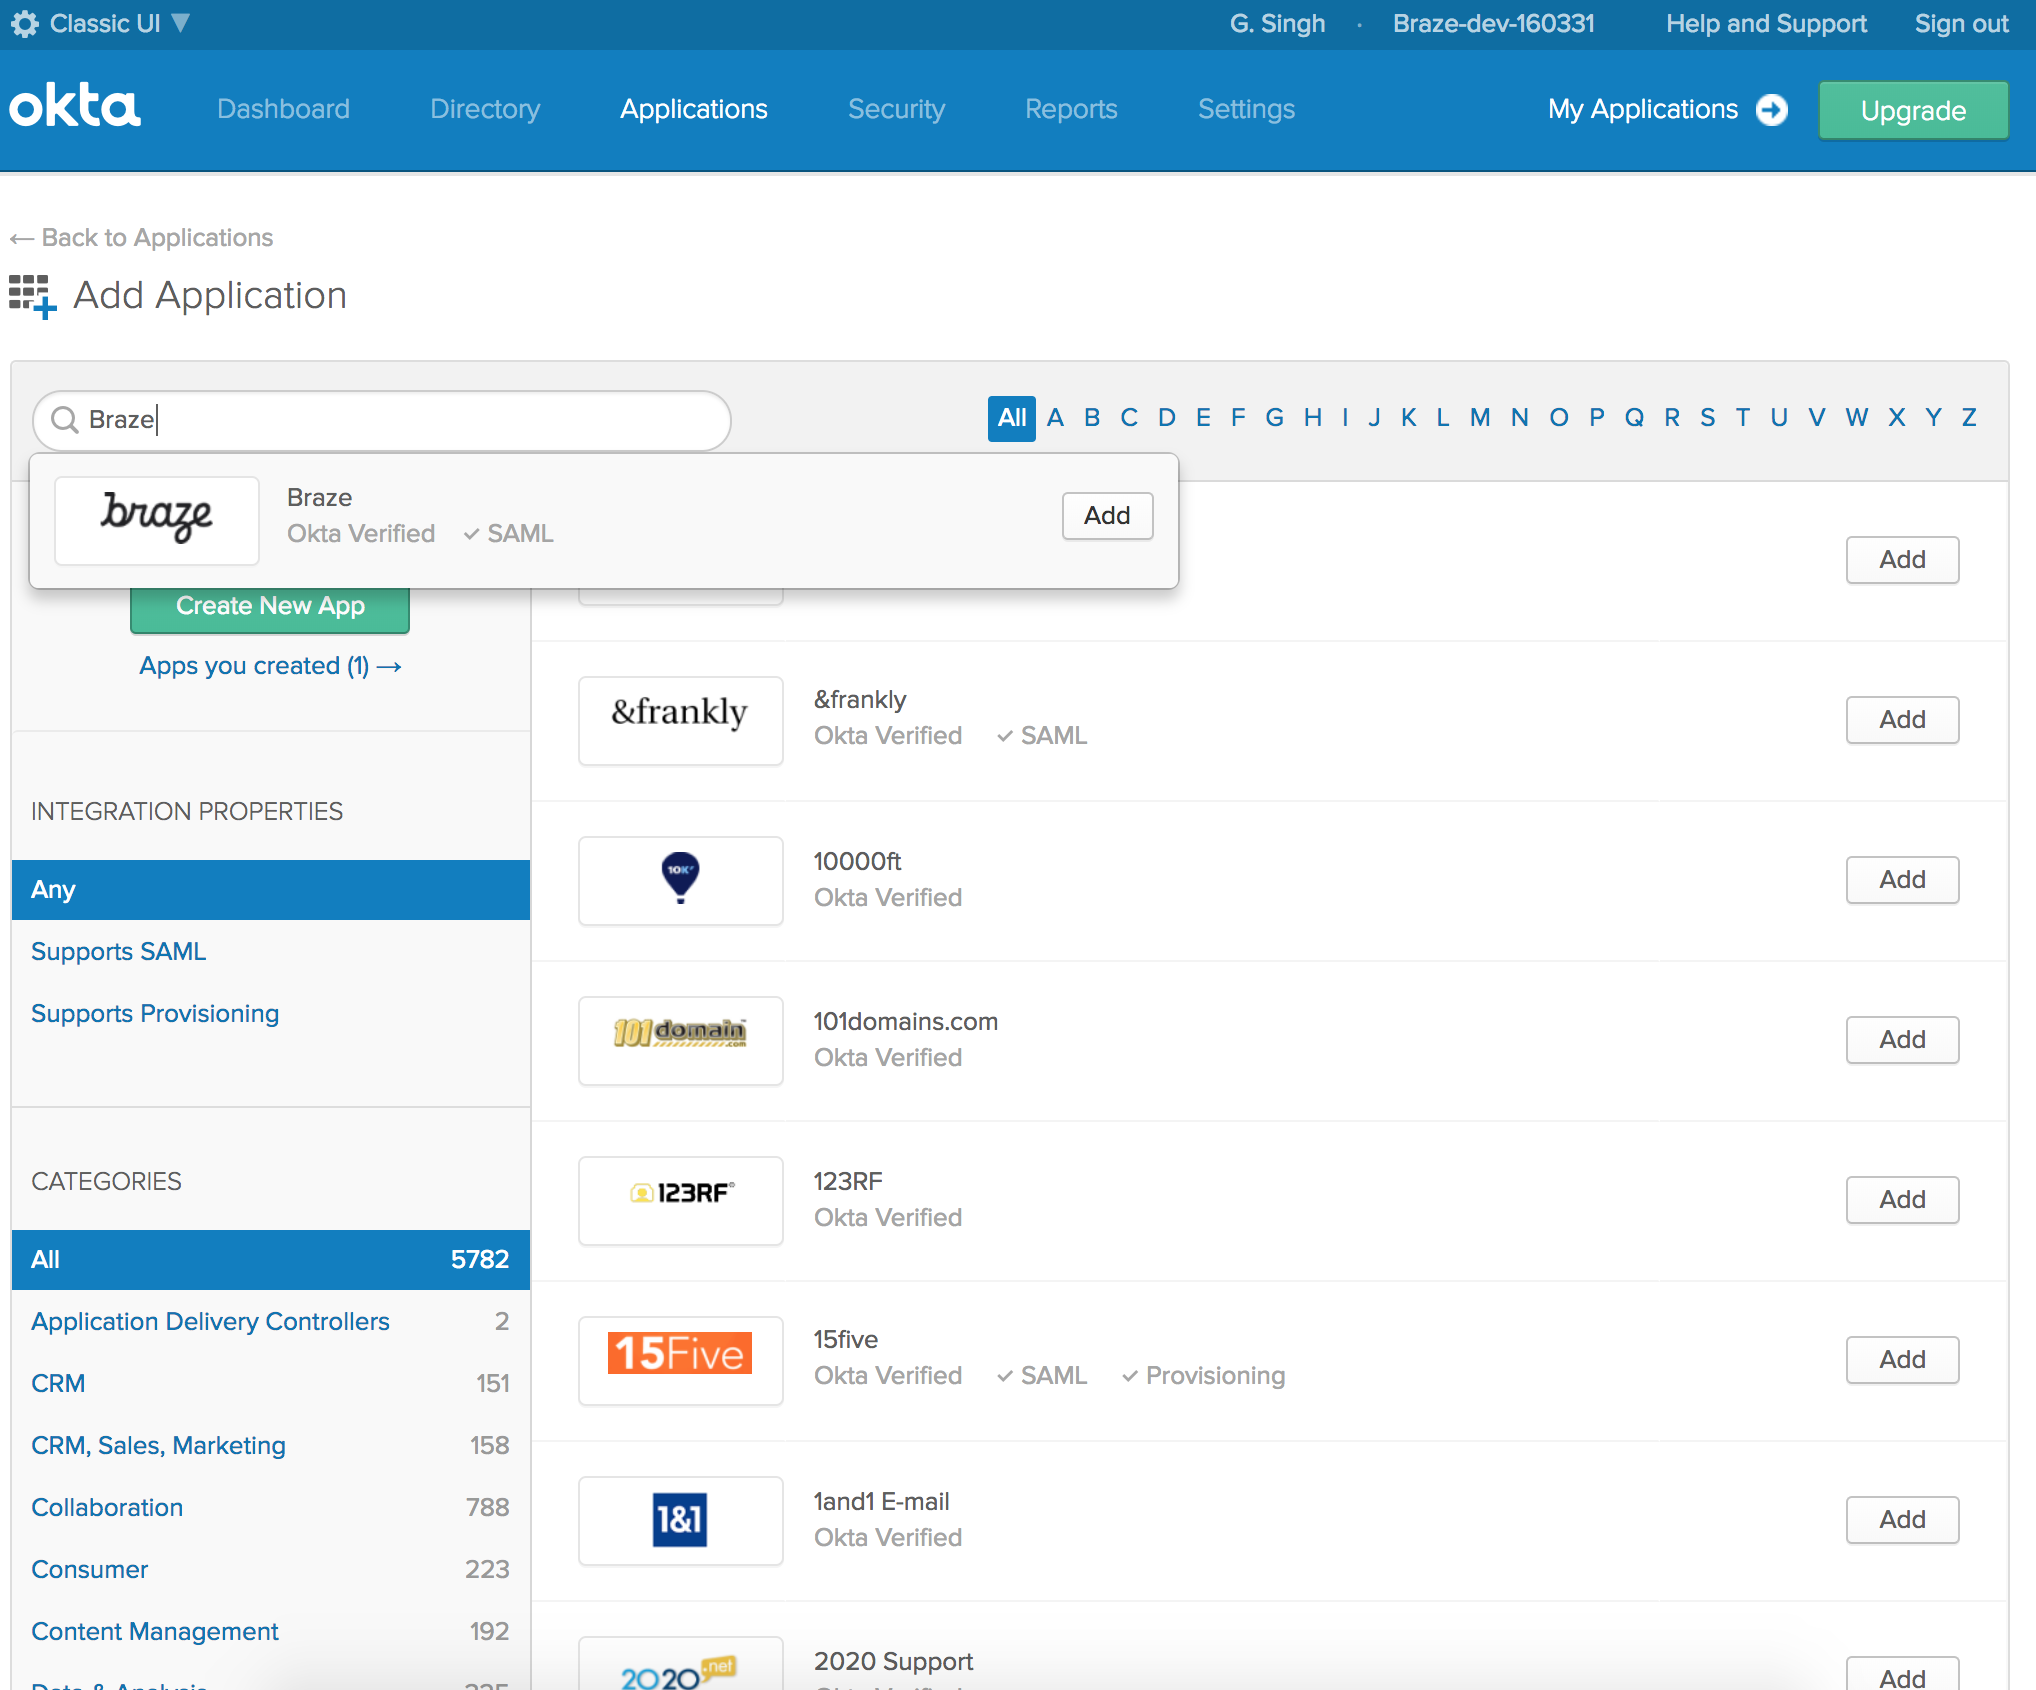 Classic UI
G. Singh · Braze-dev-160331 Help and Support Sign out
okta Dashboard Directory Applications Security Reports Settings My Applications Upgrade
← Back to Applications
Add Application
Braze
All A B C D E F G H I J K L M N O P Q R S T U V W X Y Z
braze
Braze
Okta Verified ✓ SAML
Add
Add
Create New App
Apps you created (1) →
INTEGRATION PROPERTIES
Any
Supports SAML
Supports Provisioning
CATEGORIES
All 5782
Application Delivery Controllers 2
CRM 151
CRM, Sales, Marketing 158
Collaboration 788
Consumer 223
Content Management 192
&frankly
&frankly
Okta Verified ✓ SAML
Add
10K
10000ft
Okta Verified
Add
101domain.com
101domains.com
Okta Verified
Add
123RF
123RF
Okta Verified
Add
15Five
15five
Okta Verified ✓ SAML ✓ Provisioning
Add
1&1
1and1 E-mail
Okta Verified
Add
2020.net
2020 Support
Add